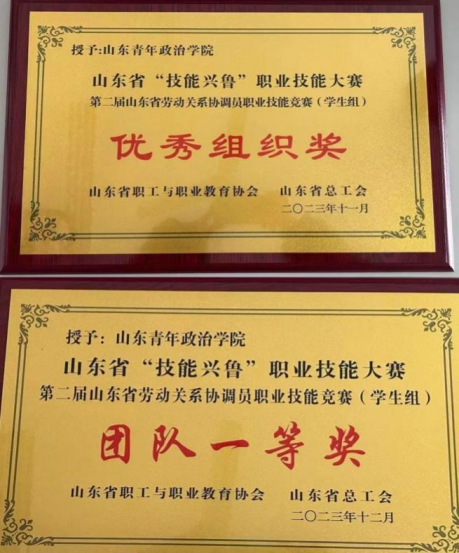 授予:山东青年政治学院
山东省“技能兴鲁”职业技能大赛
第二届山东省劳动关系协调员职业技能竞赛（学生组）
优秀组织奖
山东省职工与职业教育协会 山东省总工会
二〇二三年十一月
授予：山东青年政治学院
山东省“技能兴鲁”职业技能大赛
第二届山东省劳动关系协调员职业技能竞赛（学生组）
团队一等奖
山东省职工与职业教育协会 山东省总工会
二〇二三年十二月